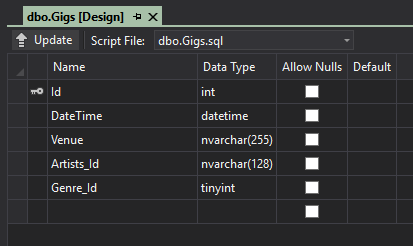 dbo.Gigs [Design]
Update Script File: dbo.Gigs.sql
Name Data Type Allow Nulls Default
Id int
DateTime datetime
Venue nvarchar(255)
Artists_Id nvarchar(128)
Genre_Id tinyint